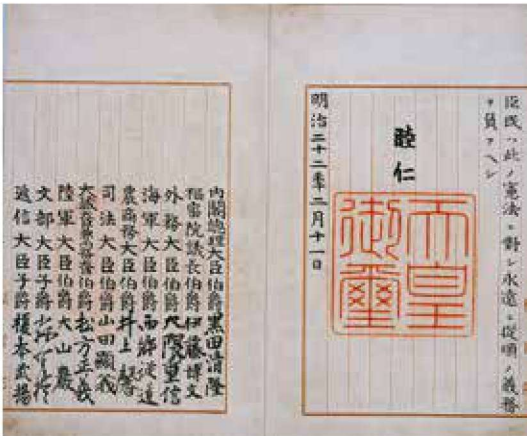 臣民ハ此ノ憲法ニ對シ永遠ニ從順ノ義務
ヲ負フヘシ
睦仁
天皇
御璽
明治二十二年二月十一日
内閣總理大臣伯爵黒田清隆
樞密院議長伯爵伊藤博文
外務大臣伯爵大隈重信
海軍大臣伯爵西郷従道
農商務大臣伯爵井上馨
司法大臣伯爵山田顕義
大蔵大臣兼内務大臣伯爵松方正義
陸軍大臣伯爵大山巌
文部大臣子爵森有禮
逓信大臣子爵榎本武揚